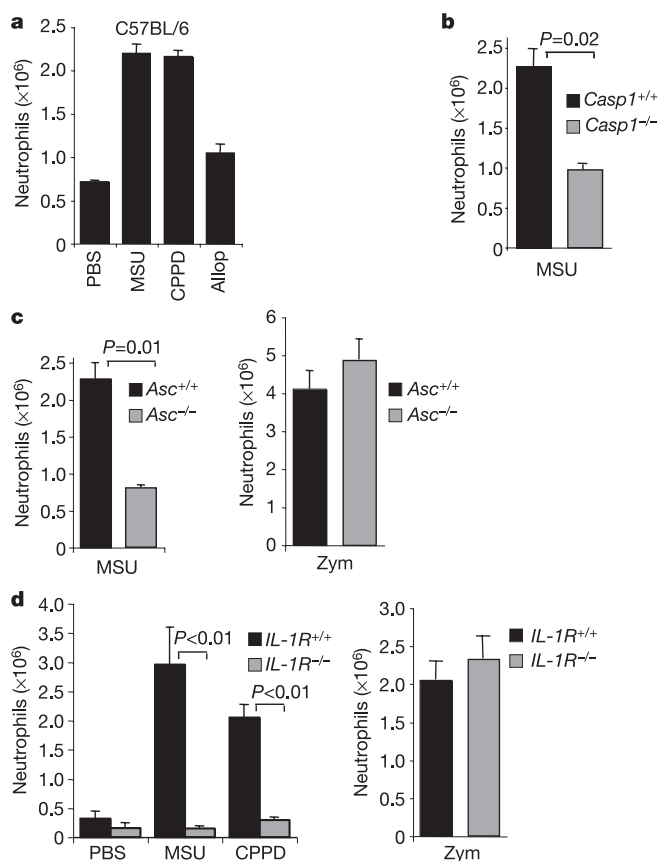 a
C57BL/6
Neutrophils (×10⁶)
2.5
2.0
1.5
1.0
0.5
0
PBS
MSU
CPPD
Allop
b
P=0.02
Neutrophils (×10⁶)
2.5
2.0
1.5
1.0
0.5
0
Casp1⁺/⁺
Casp1⁻/⁻
MSU
c
P=0.01
Neutrophils (×10⁶)
2.5
2.0
1.5
1.0
0.5
0
Asc⁺/⁺
Asc⁻/⁻
MSU
Neutrophils (×10⁶)
6
5
4
3
2
1
0
Asc⁺/⁺
Asc⁻/⁻
Zym
d
Neutrophils (×10⁶)
4.0
3.5
3.0
2.5
2.0
1.5
1.0
0.5
0
P<0.01
IL-1R⁺/⁺
IL-1R⁻/⁻
P<0.01
PBS
MSU
CPPD
Neutrophils (×10⁶)
3.0
2.5
2.0
1.5
1.0
0.5
0
IL-1R⁺/⁺
IL-1R⁻/⁻
Zym